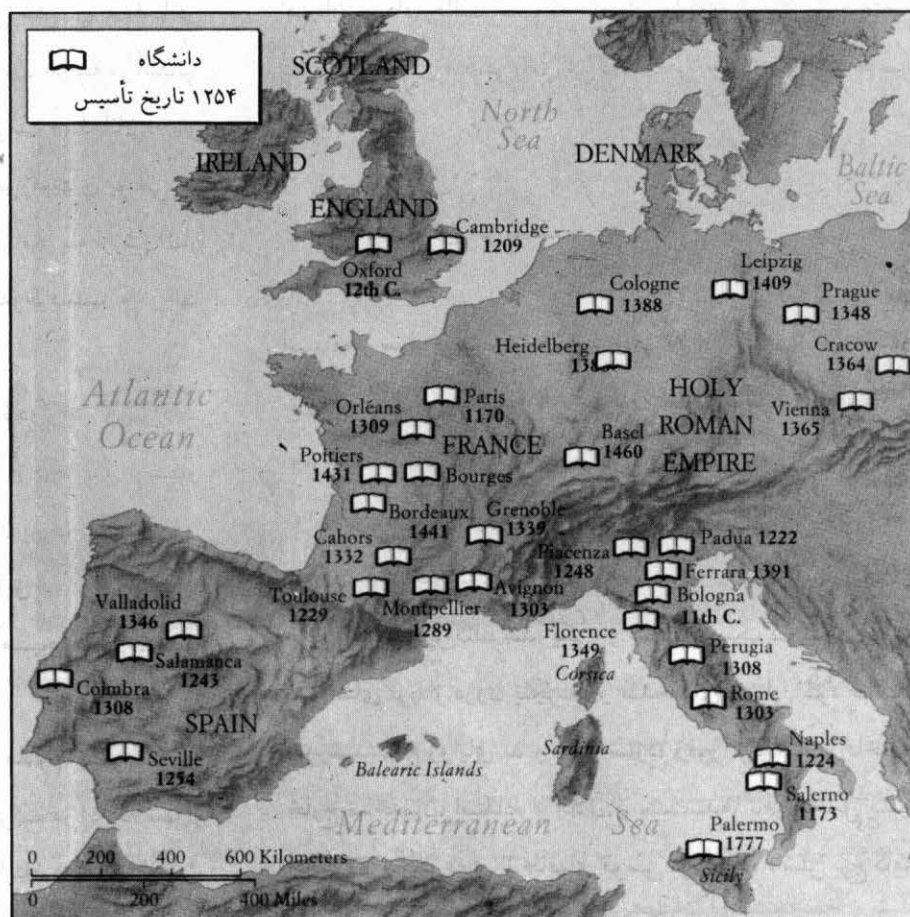 دانشگاه
۱۲۵۴ تاریخ تأسیس
SCOTLAND
North
Sea
IRELAND
DENMARK
Baltic
Sea
ENGLAND
Cambridge
1209
Oxford
12th C.
Leipzig
1409
Cologne
1388
Prague
1348
Heidelberg
Cracow
1364
Atlantic
Ocean
Paris
1170
HOLY
ROMAN
EMPIRE
Vienna
1365
Orléans
1309
FRANCE
Basel
1460
Poitiers
1431
Bourges
Bordeaux
1441
Grenoble
1339
Cahors
1332
Piacenza
1248
Padua 1222
Ferrara 1391
Bologna
11th C.
Toulouse
1229
Montpellier
1289
Avignon
1303
Valladolid
1346
Florence
1349
Salamanca
1243
Corsica
Perugia
1308
Coimbra
1308
Rome
1303
SPAIN
Seville
1254
Balearic Islands
Sardinia
Naples
1224
Salerno
1173
Mediterranean Sea
Palermo
1777
Sicily
0 200 400 600 Kilometers
0 200 400 Miles